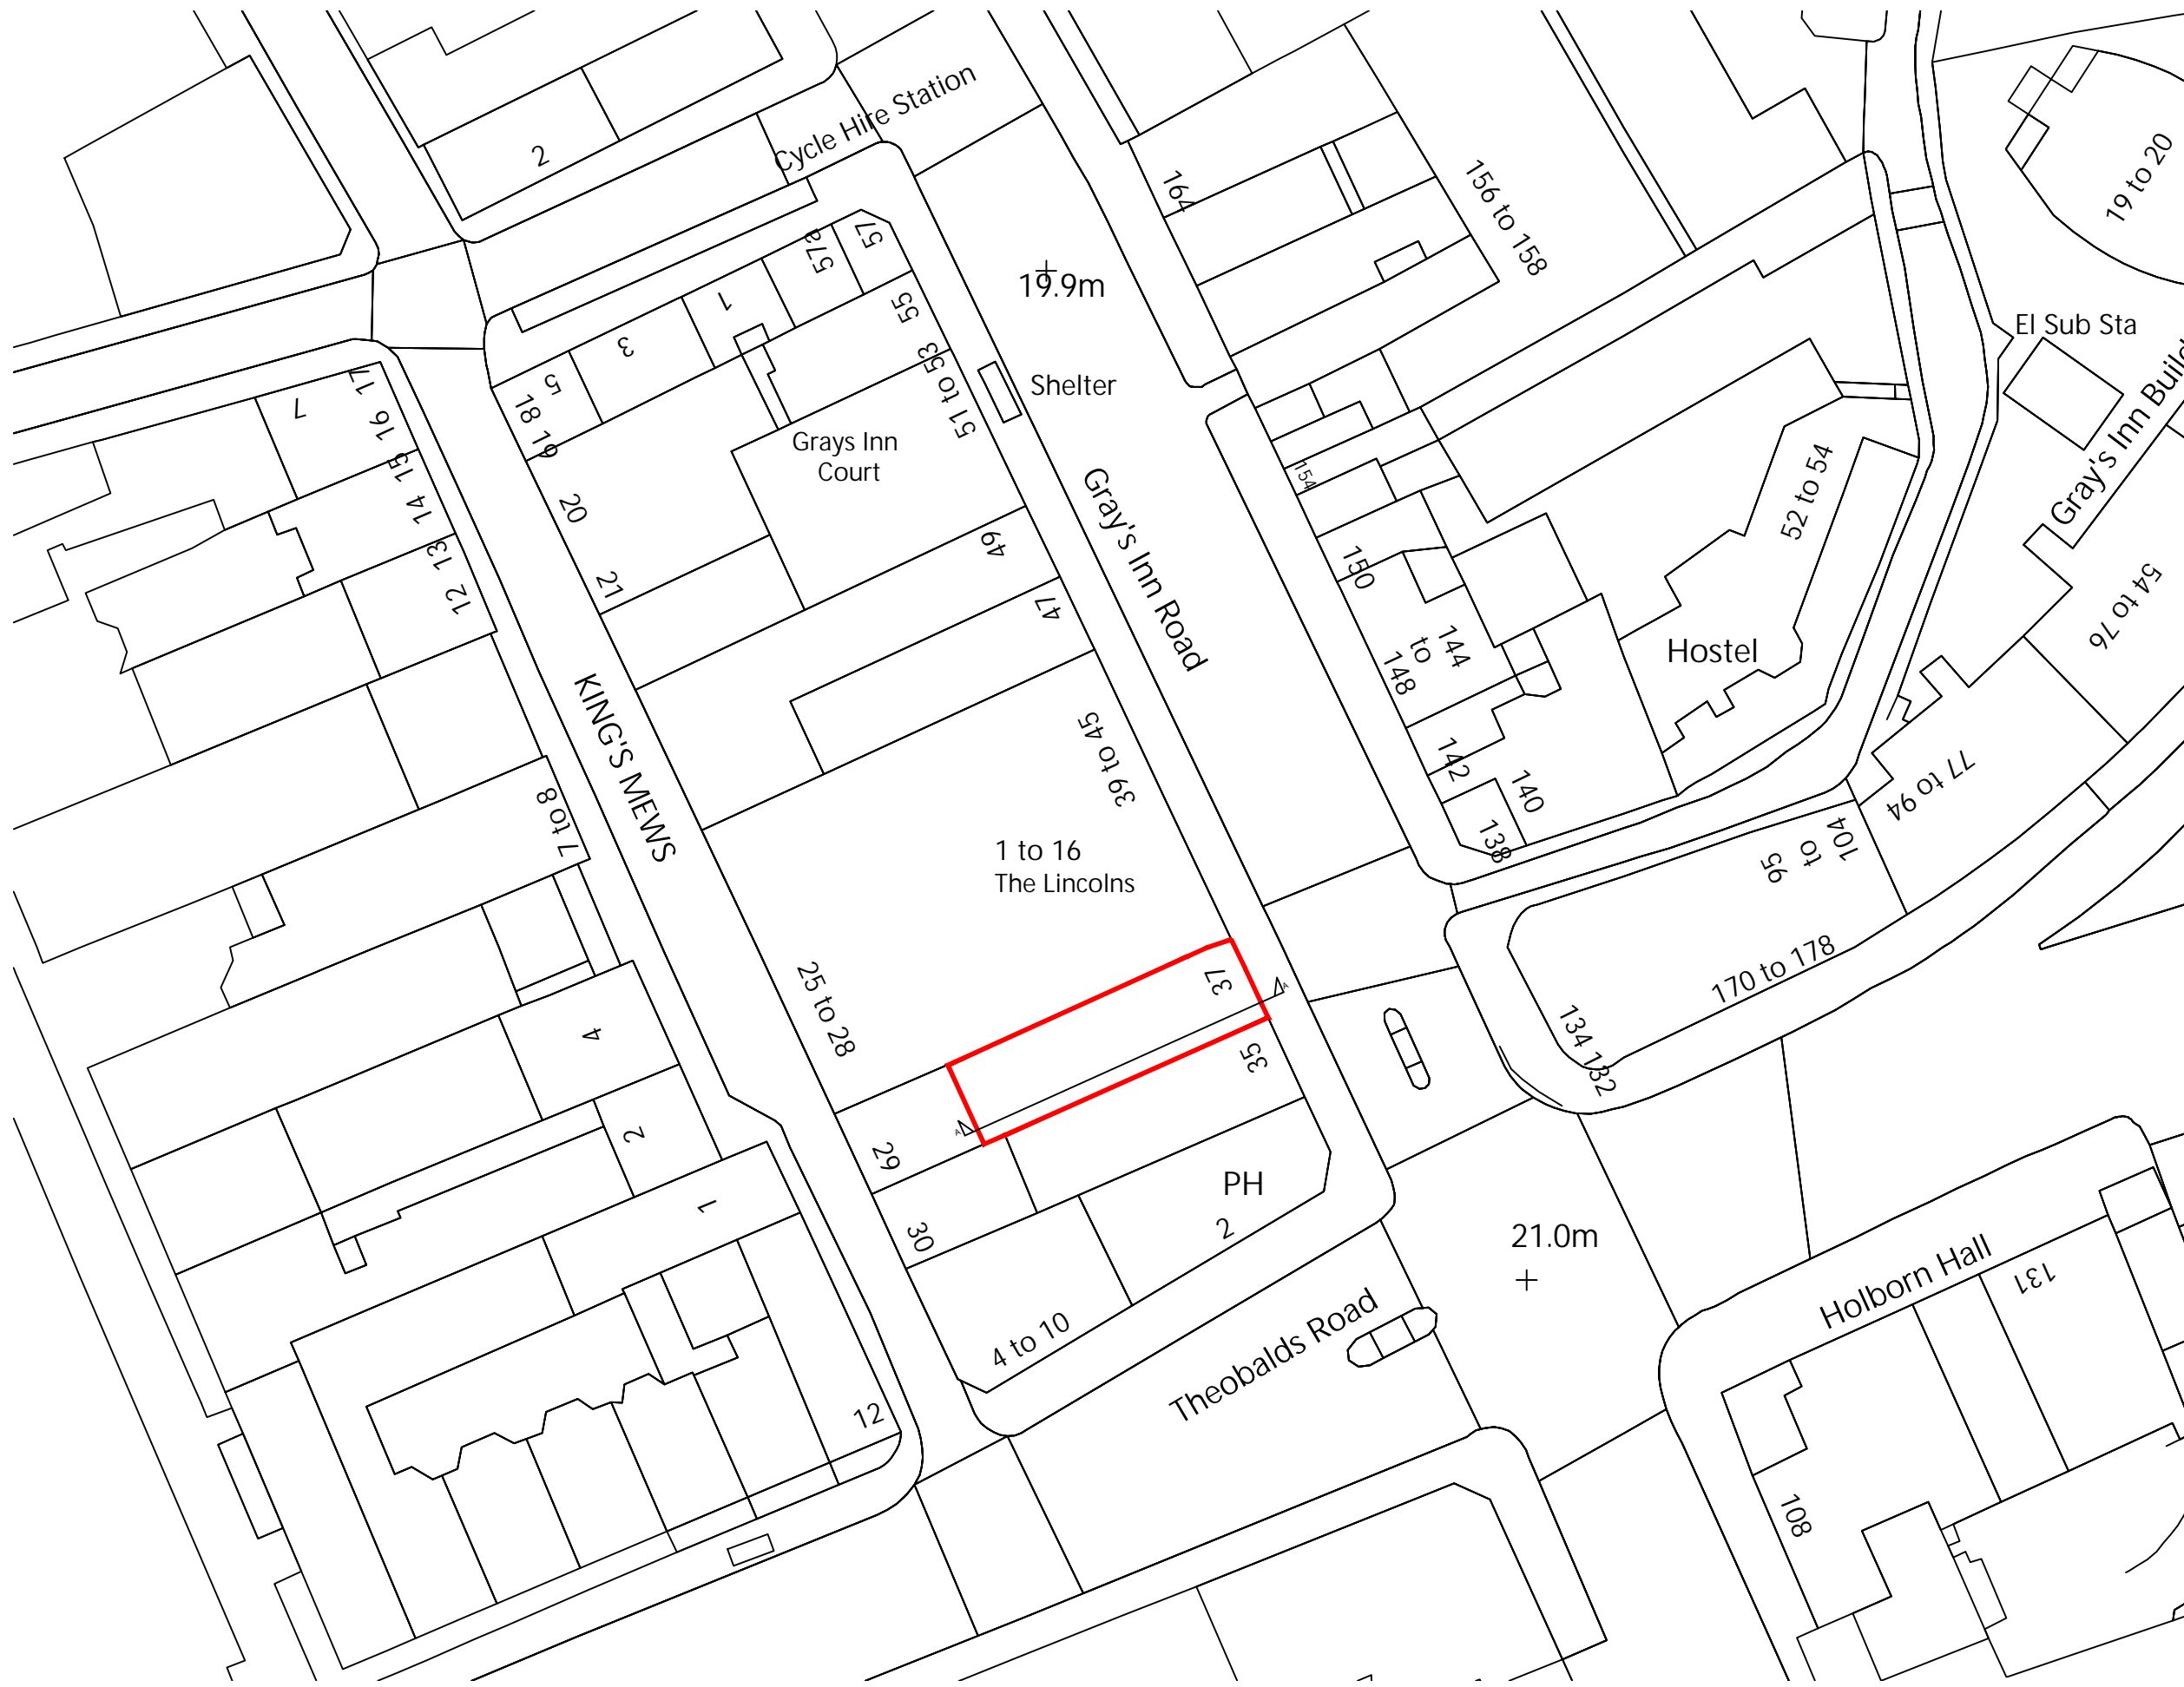 2
Cycle Hire Station
164
156 to 158
19 to 20
57
57a
1
3
5
19.9m
55
51 to 53
Shelter
El Sub Sta
17
16
15
14
13
12
7
18
19
20
21
Grays Inn
Court
49
47
Gray's Inn Road
154
150
144
to
148
142
140
138
52 to 54
Hostel
54 to 76
77 to 94
104
to
95
KING'S MEWS
7 to 8
39 to 45
1 to 16
The Lincolns
25 to 28
37
A
A
35
170 to 178
134
132
4
2
1
29
30
PH
2
4 to 10
Theobalds Road
21.0m
Holborn Hall
131
108
12
Gray's Inn Build